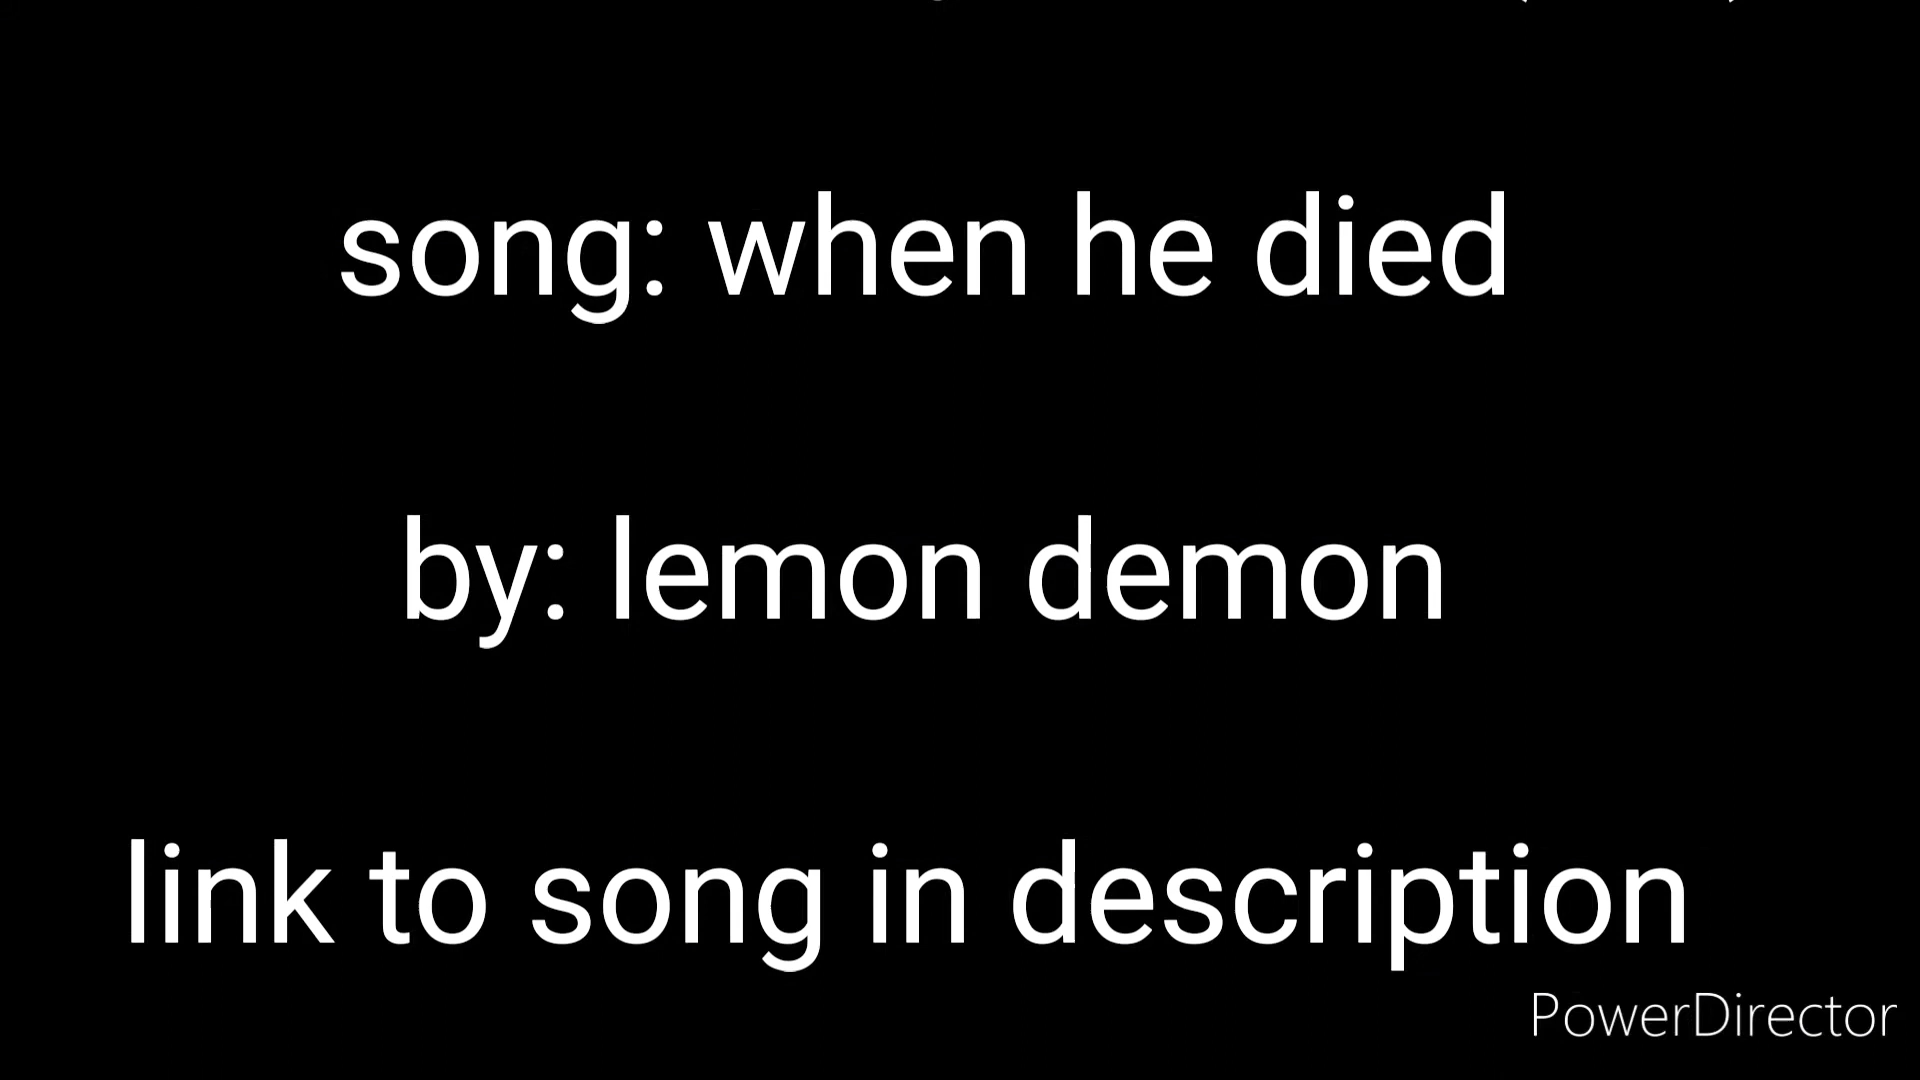 song: when he died
by: lemon demon
link to song in description
PowerDirector